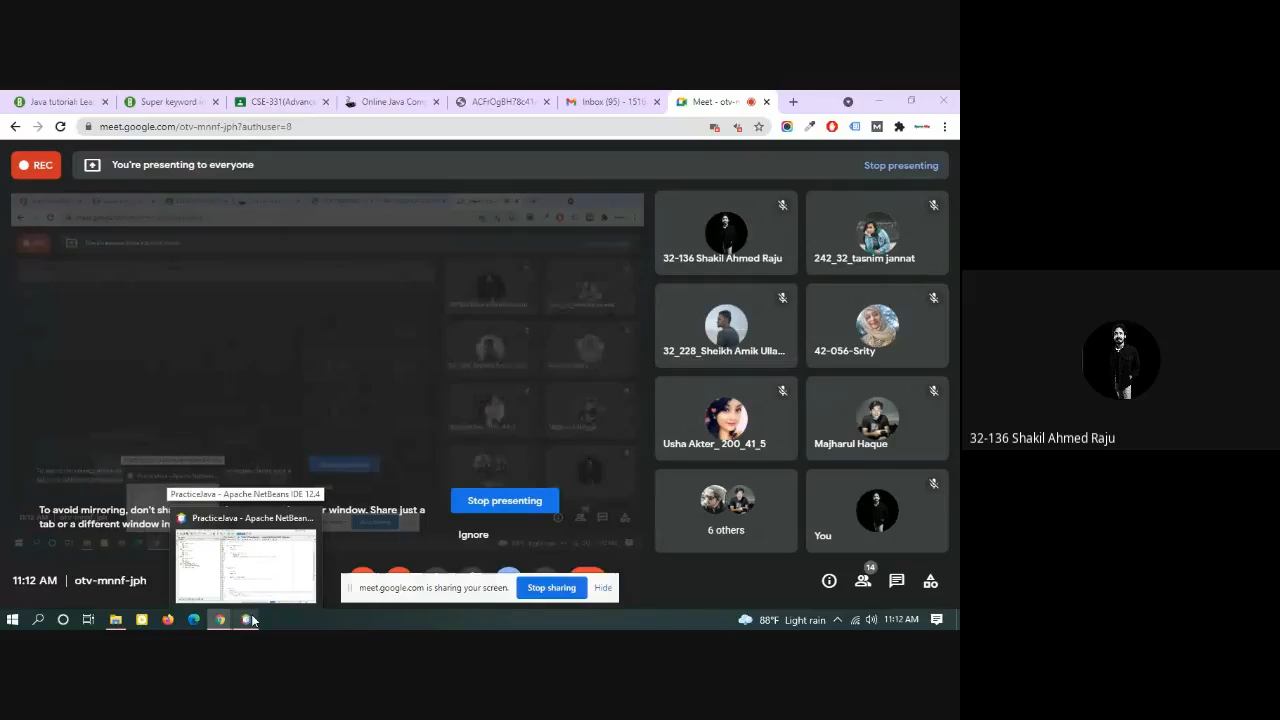 Java tutorial: Lea
Super keyword in
CSE-331(Advance
Online Java Com
ACFrOgBH78c41
Inbox (95) - 151
Meet - otv-m
meet.google.com/otv-mnnf-jph?authuser=8
REC
You're presenting to everyone
Stop presenting
32-136 Shakil Ahmed Raju
242_32_tasnim jannat
32_228_Sheikh Amik Ulla...
42-056-Srity
Usha Akter_ 200_41_5
Majharul Haque
6 others
You
32-136 Shakil Ahmed Raju
PracticeJava - Apache NetBeans IDE 12.4
To avoid mirroring, don't sh
r window. Share just a
tab or a different window in
PracticeJava - Apache NetBean...
Stop presenting
Ignore
11:12 AM | otv-mnnf-jph
meet.google.com is sharing your screen.
Stop sharing
Hide
14
88°F Light rain
11:12 AM